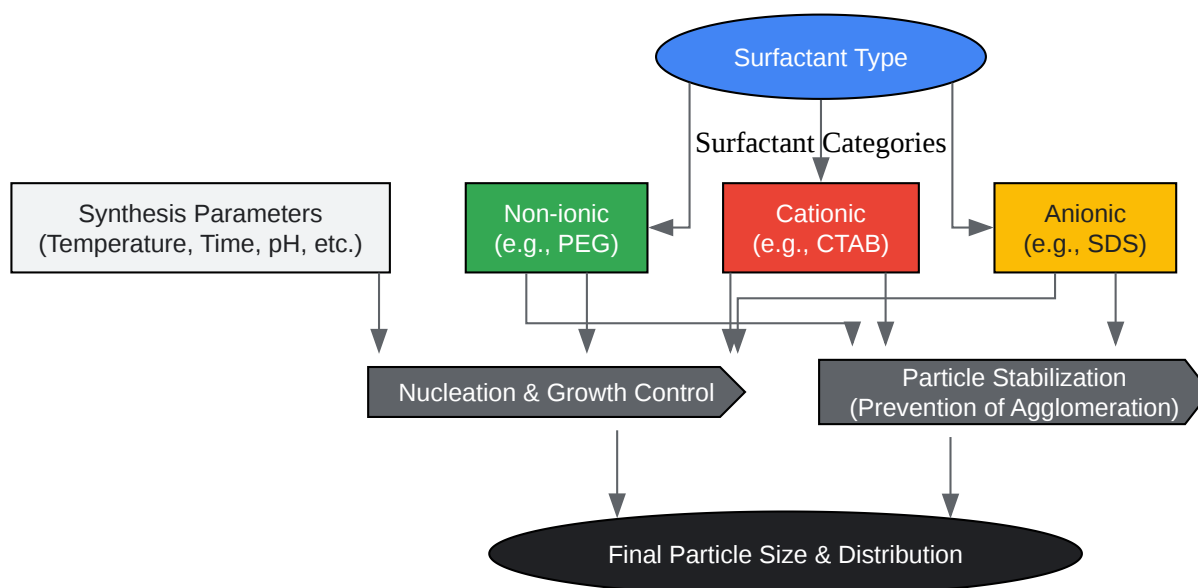 Surfactant Type
Surfactant Categories
Synthesis Parameters
(Temperature, Time, pH, etc.)
Non-ionic
(e.g., PEG)
Cationic
(e.g., CTAB)
Anionic
(e.g., SDS)
Nucleation & Growth Control
Particle Stabilization
(Prevention of Agglomeration)
Final Particle Size & Distribution